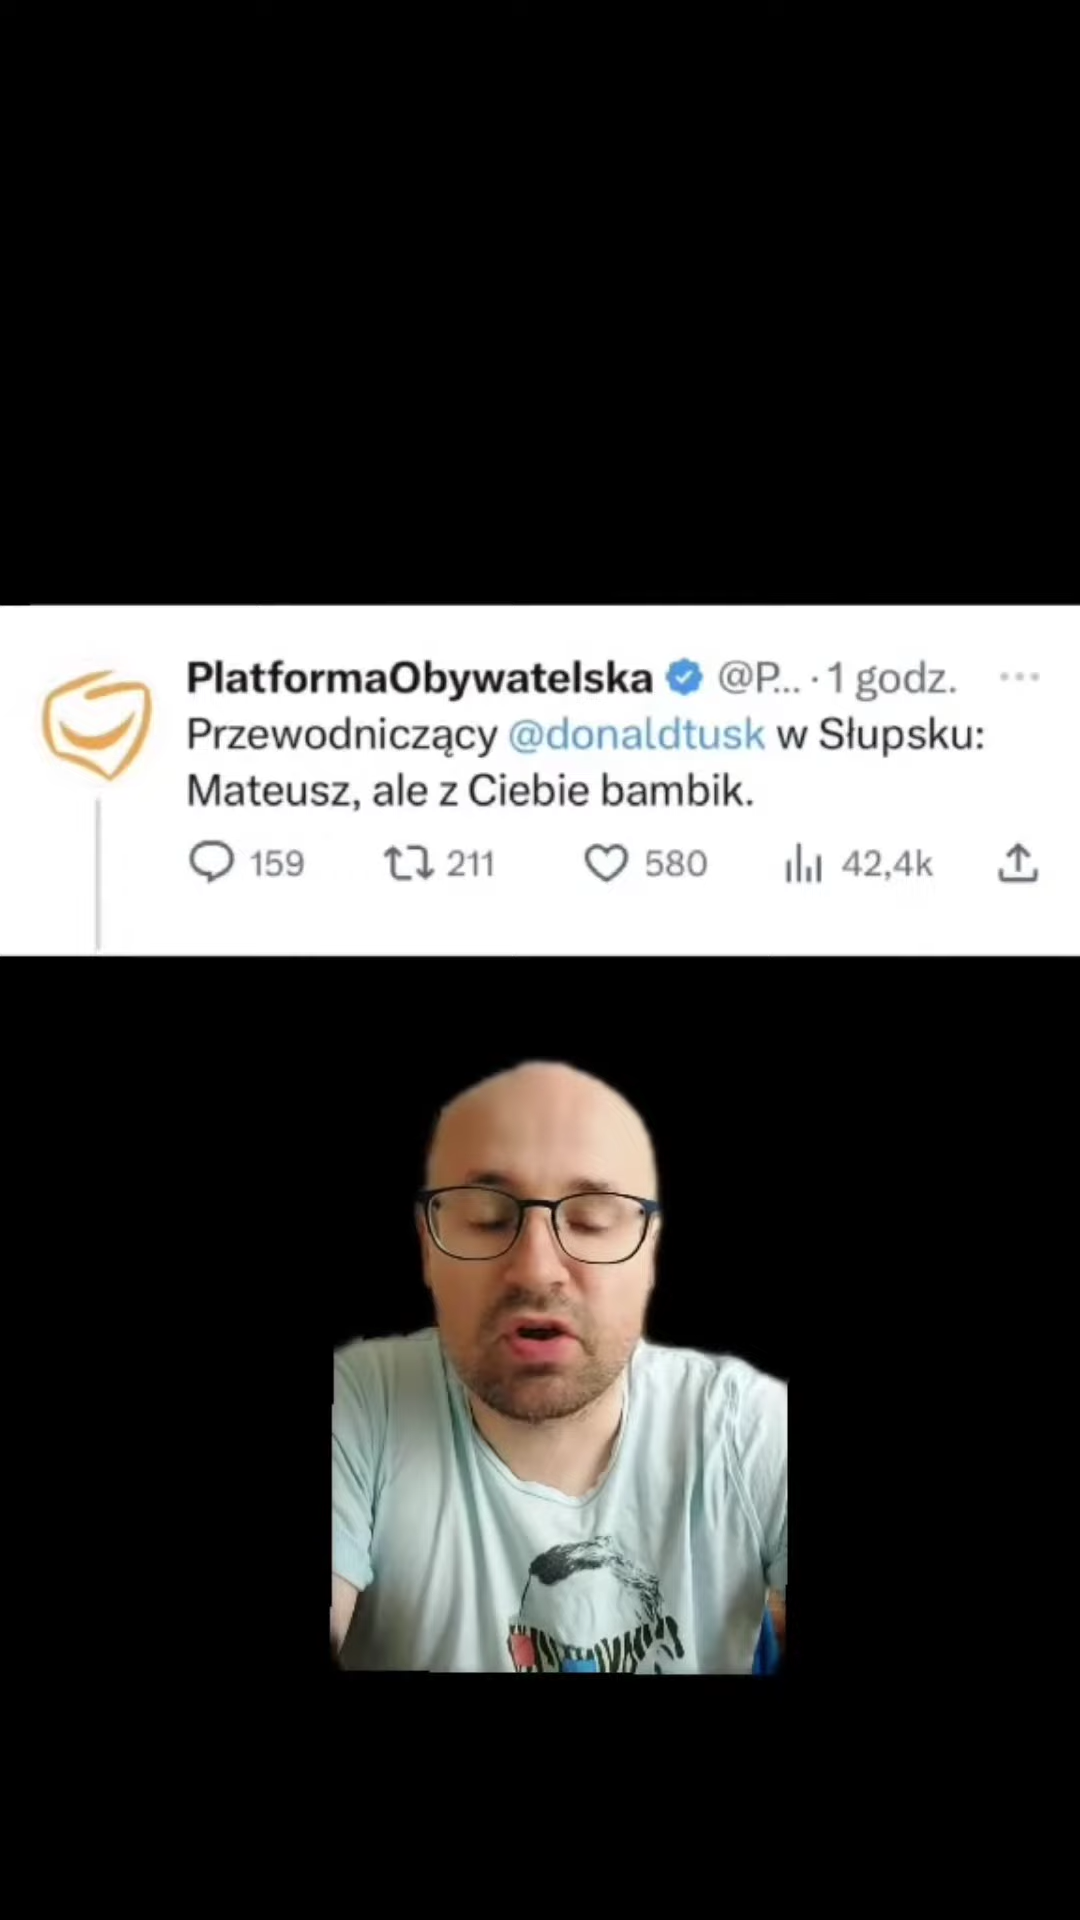 PlatformaObywatelska @P... · 1 godz.
Przewodniczący @donaldtusk w Słupsku:
Mateusz, ale z Ciebie bambik.
159 211 580 42,4k